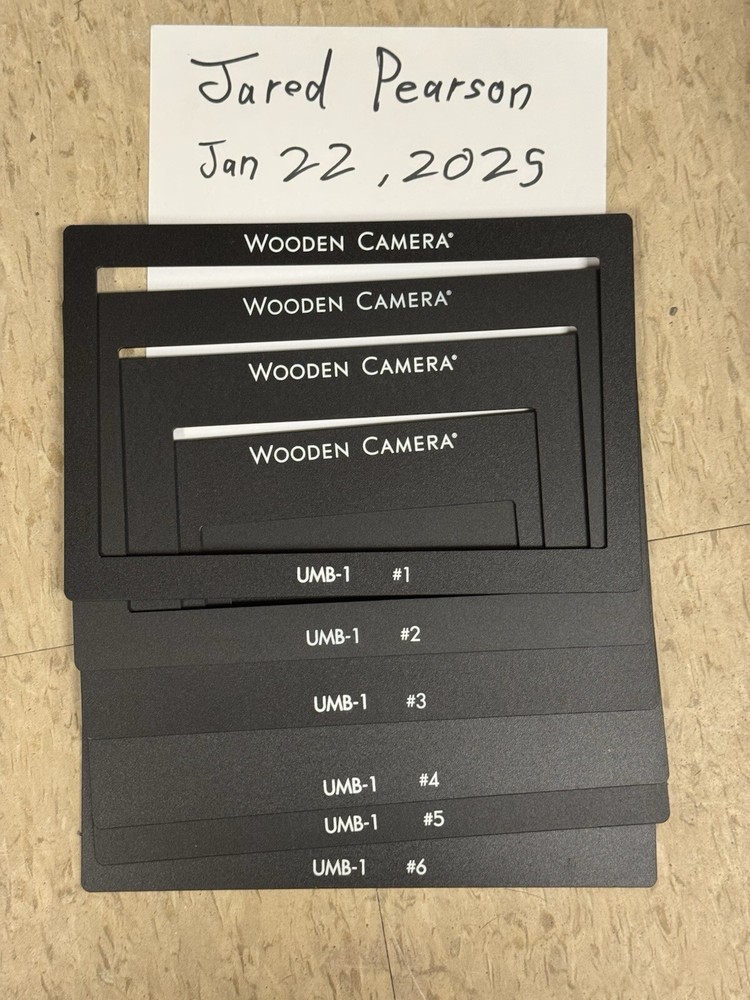 Jared Pearson
Jan 22, 2025
WOODEN CAMERA®
WOODEN CAMERA®
WOODEN CAMERA®
WOODEN CAMERA®
UMB-1 #1
UMB-1 #2
UMB-1 #3
UMB-1 #4
UMB-1 #5
UMB-1 #6